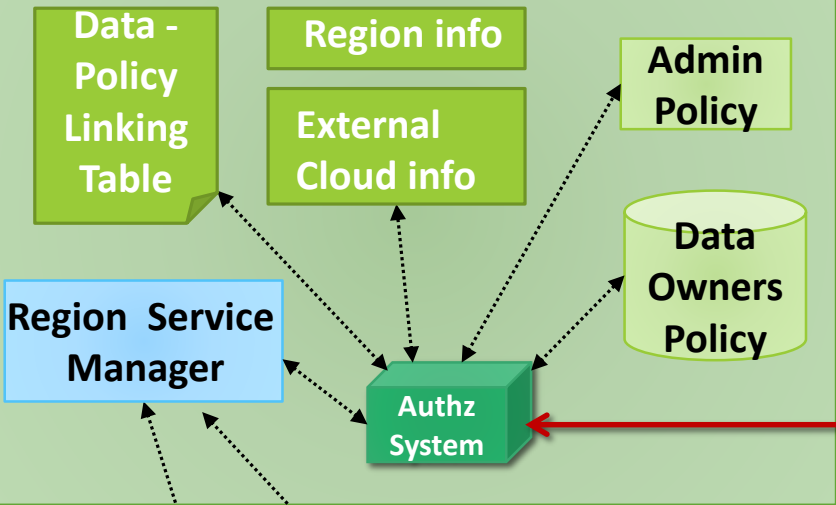 Data -
Policy
Linking
Table
Region info
External
Cloud info
Admin
Policy
Data
Owners
Policy
Region  Service
Manager
Authz
System